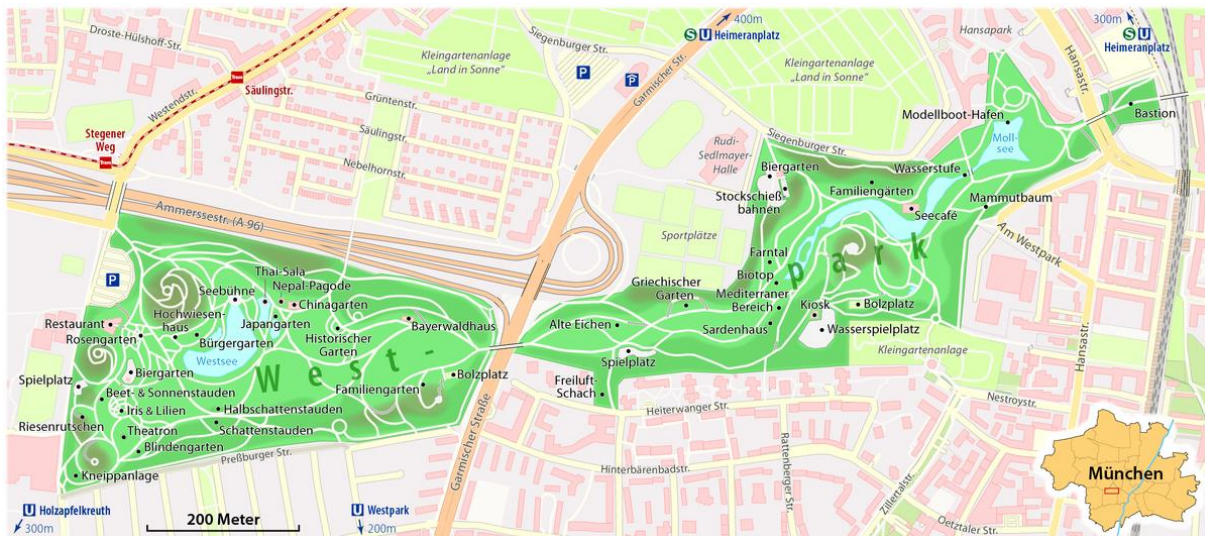 Droste-Hülshoff-Str.
Westendstr.
Tram
Säulingstr.
Stegener
Weg
Tram
Grüntenstr.
Säulingstr.
Nebelhornstr.
Kleingartenanlage
„Land in Sonne“
Siegenburger Str.
P
P
Garmischer Str.
400m
S U Heimeranplatz
Kleingartenanlage
„Land in Sonne“
Hansapark
Hansastr.
300m
S U
Heimeranplatz
Modellboot-Hafen
Moll-
see
Bastion
Siegenburger Str.
Rudi-
Sedlmayer-
Halle
Biergarten
Stockschieß-
bahnen
Wasserstufe
Familiengärten
Seecafé
Mammutbaum
Am Westpark
Ammerseestr. (A 96)
Sportplätze
Farntal
Biotop
Mediterraner
Bereich
Sardenhaus
Griechischer
Garten
Kiosk
Bolzplatz
Wasserspielplatz
Kleingartenanlage
park
P
Thai-Sala
Nepal-Pagode
Seebühne
Chinagarten
Hochwiesen-
haus
Japangarten
Restaurant
Rosengarten
Bürgergarten
Historischer
Garten
Bayerwaldhaus
Alte Eichen
Westsee
West-
Biergarten
Spielplatz
Beet- & Sonnenstauden
Familiengarten
Bolzplatz
Spielplatz
Freiluft-
Schach
Iris & Lilien
Halbschattenstauden
Riesenrutschen
Schattenstauden
Theatron
Blindengarten
Kneippanlage
Preßburger Str.
Garmischer Straße
Heiterwanger Str.
Hinterbärenbadstr.
Rattenberger Str.
Nestroystr.
Hansastr.
Zillertalstr.
Oetztaler Str.
München
U Holzapfelkreuth
300m
200 Meter
U Westpark
200m